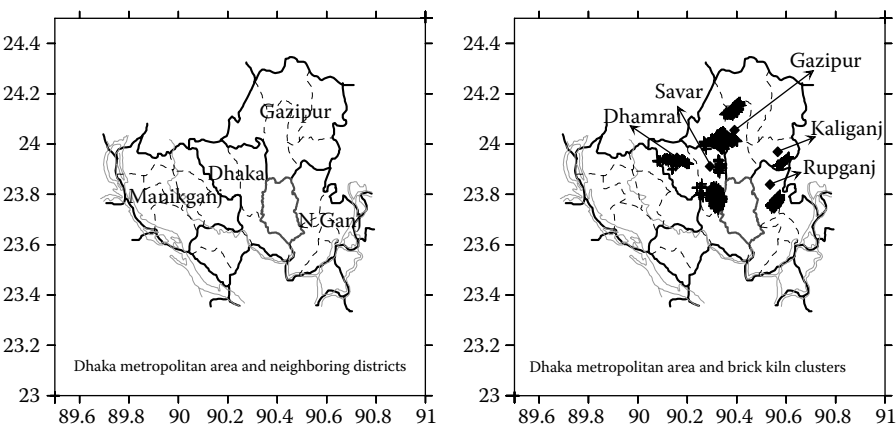 24.4
24.2
24
23.8
23.6
23.4
23.2
23
89.6 89.8 90 90.2 90.4 90.6 90.8 91
Gazipur
Dhaka
Manikganj
N.Ganj
Dhaka metropolitan area and neighboring districts
24.4
24.2
24
23.8
23.6
23.4
23.2
23
89.6 89.8 90 90.2 90.4 90.6 90.8 91
Gazipur
Savar
Dhamrai
Kaliganj
Rupganj
Dhaka metropolitan area and brick kiln clusters